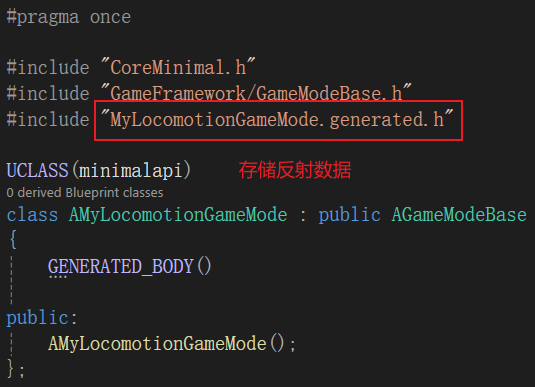 #pragma once
#include "CoreMinimal.h"
#include "GameFramework/GameModeBase.h"
#include "MyLocomotionGameMode.generated.h"
UCLASS(minimalapi) 存储反射数据
0 derived Blueprint classes
class AMyLocomotionGameMode : public AGameModeBase
{
GENERATED_BODY()
public:
AMyLocomotionGameMode();
};